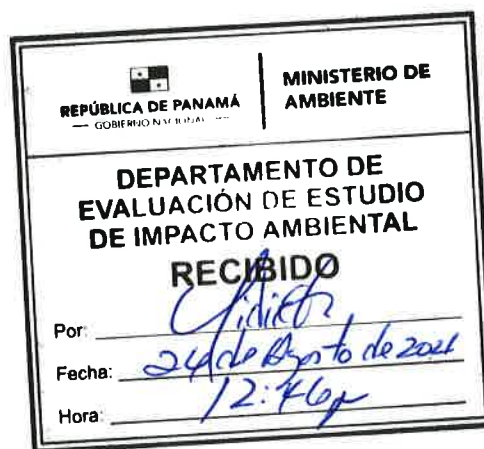 REPÚBLICA DE PANAMÁ
— GOBIERNO NACIONAL —
MINISTERIO DE
AMBIENTE
DEPARTAMENTO DE
EVALUACIÓN DE ESTUDIO
DE IMPACTO AMBIENTAL
RECIBIDO
Por:
Fecha: 24 de Agosto de 2021
Hora: 12:46p